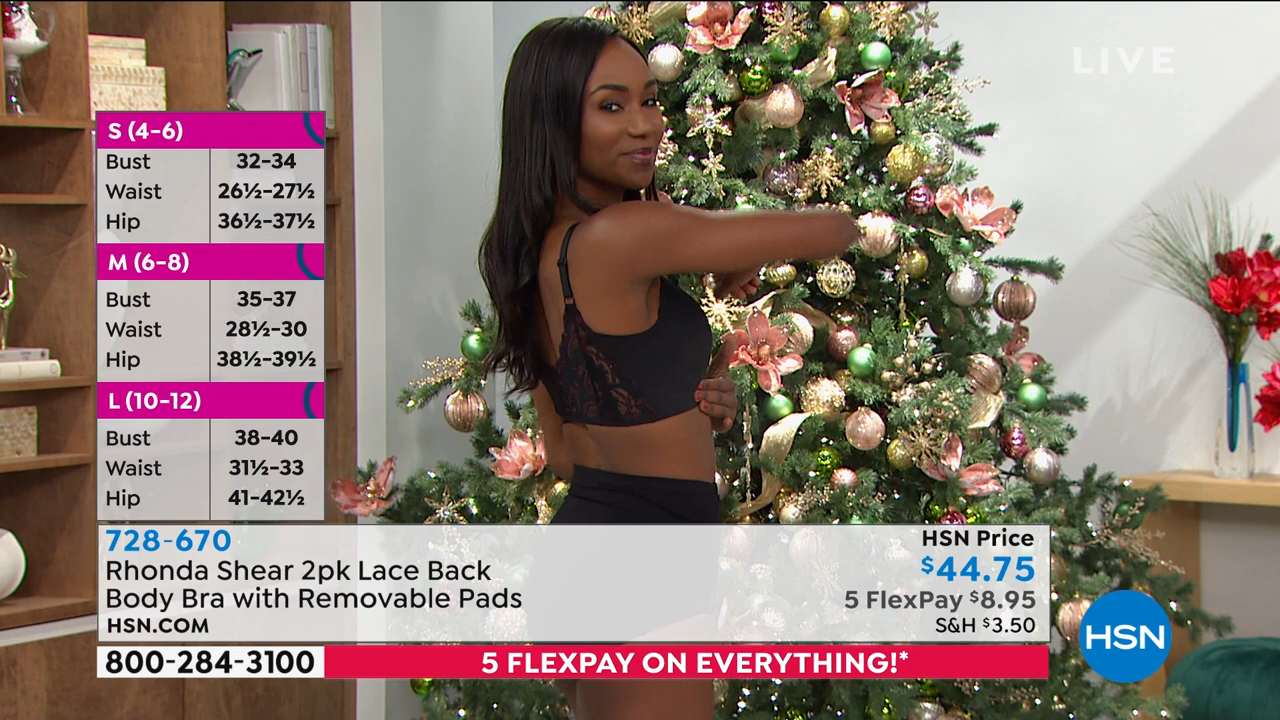 LIVE
S (4-6)
Bust 32-34
Waist 26½-27½
Hip 36½-37½
M (6-8)
Bust 35-37
Waist 28½-30
Hip 38½-39½
L (10-12)
Bust 38-40
Waist 31½-33
Hip 41-42½
728-670
Rhonda Shear 2pk Lace Back
Body Bra with Removable Pads
HSN.COM
HSN Price
$44.75
5 FlexPay $8.95
S&H $3.50
HSN
800-284-3100
5 FLEXPAY ON EVERYTHING!*